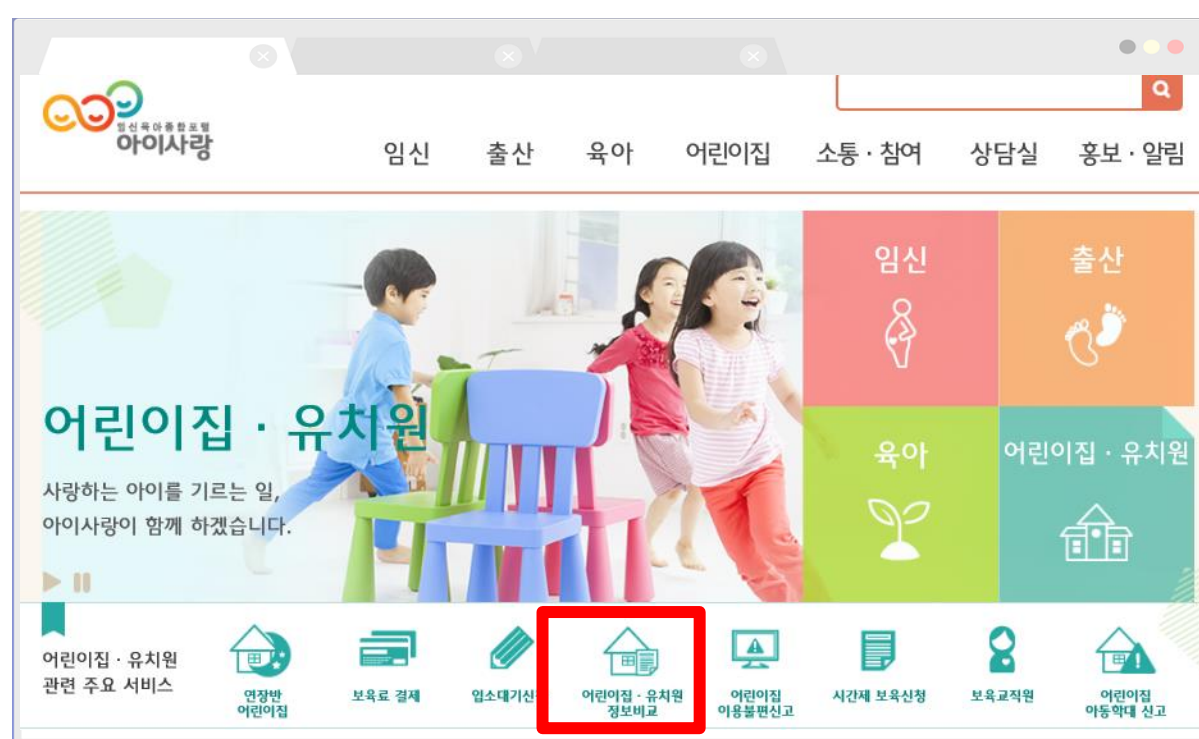 임신육아종합포털
아이사랑
임신 출산 육아 어린이집 소통 · 참여 상담실 홍보 · 알림
어린이집 · 유치원
사랑하는 아이를 기르는 일,
아이사랑이 함께 하겠습니다.
임신
출산
육아
어린이집 · 유치원
어린이집 · 유치원
관련 주요 서비스
연장반
어린이집
보육료 결제
입소대기신
어린이집 · 유치원
정보비교
어린이집
이용불편신고
시간제 보육신청
보육교직원
어린이집
아동학대 신고